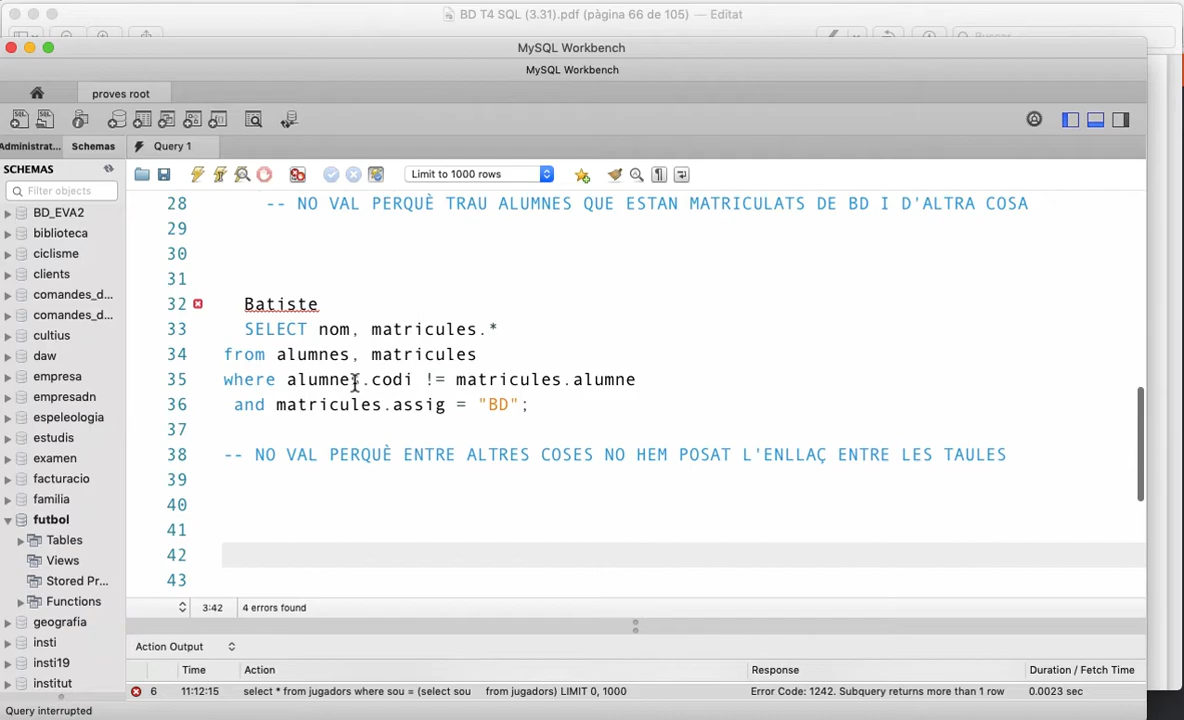 BD T4 SQL (3.31).pdf (pàgina 66 de 105) — Editat
MySQL Workbench
MySQL Workbench
proves root
Administrat... Schemas Query 1
SCHEMAS
Filter objects
Limit to 1000 rows
BD_EVA2
biblioteca
ciclisme
clients
comandes_d...
comandes_d...
cultius
daw
empresa
empresadn
espeleologia
estudis
examen
facturacio
familia
futbol
Tables
Views
Stored Pr...
Functions
geografia
insti
insti19
institut
28 -- NO VAL PERQUÈ TRAU ALUMNES QUE ESTAN MATRICULATS DE BD I D'ALTRA COSA
29
30
31
32 Batiste
33 SELECT nom, matricules.*
34 from alumnes, matricules
35 where alumnes.codi != matricules.alumne
36 and matricules.assig = "BD";
37
38 -- NO VAL PERQUÈ ENTRE ALTRES COSES NO HEM POSAT L'ENLLAÇ ENTRE LES TAULES
39
40
41
42
43
3:42 4 errors found
Action Output
Time Action Response Duration / Fetch Time
6 11:12:15 select * from jugadors where sou = (select sou from jugadors) LIMIT 0, 1000 Error Code: 1242. Subquery returns more than 1 row 0.0023 sec
Query interrupted